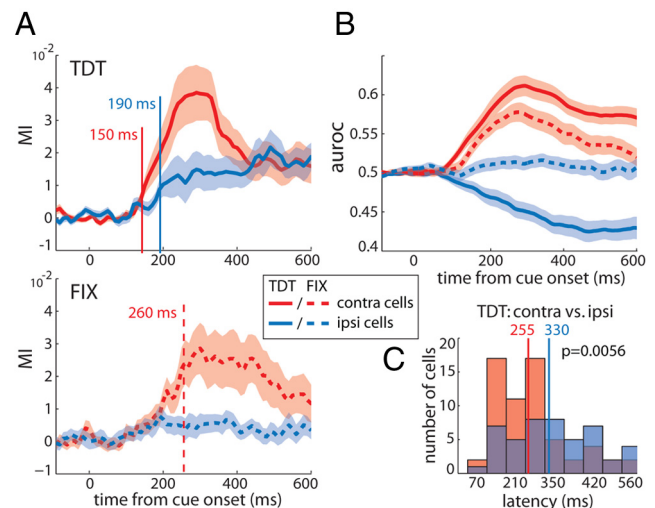 A
10⁻²
TDT
MI
4
3
2
1
0
-1
190 ms
150 ms
0
200
400
600
10⁻²
FIX
MI
4
3
2
1
0
−1
260 ms
0
200
400
600
time from cue onset (ms)
TDT FIX
/ contra cells
/ ipsi cells
B
auroc
0.6
0.55
0.5
0.45
0.4
0
200
400
600
time from cue onset (ms)
C
TDT: contra vs. ipsi
255 330
p=0.0056
number of cells
20
15
10
5
0
70 210 350 420 560
latency (ms)